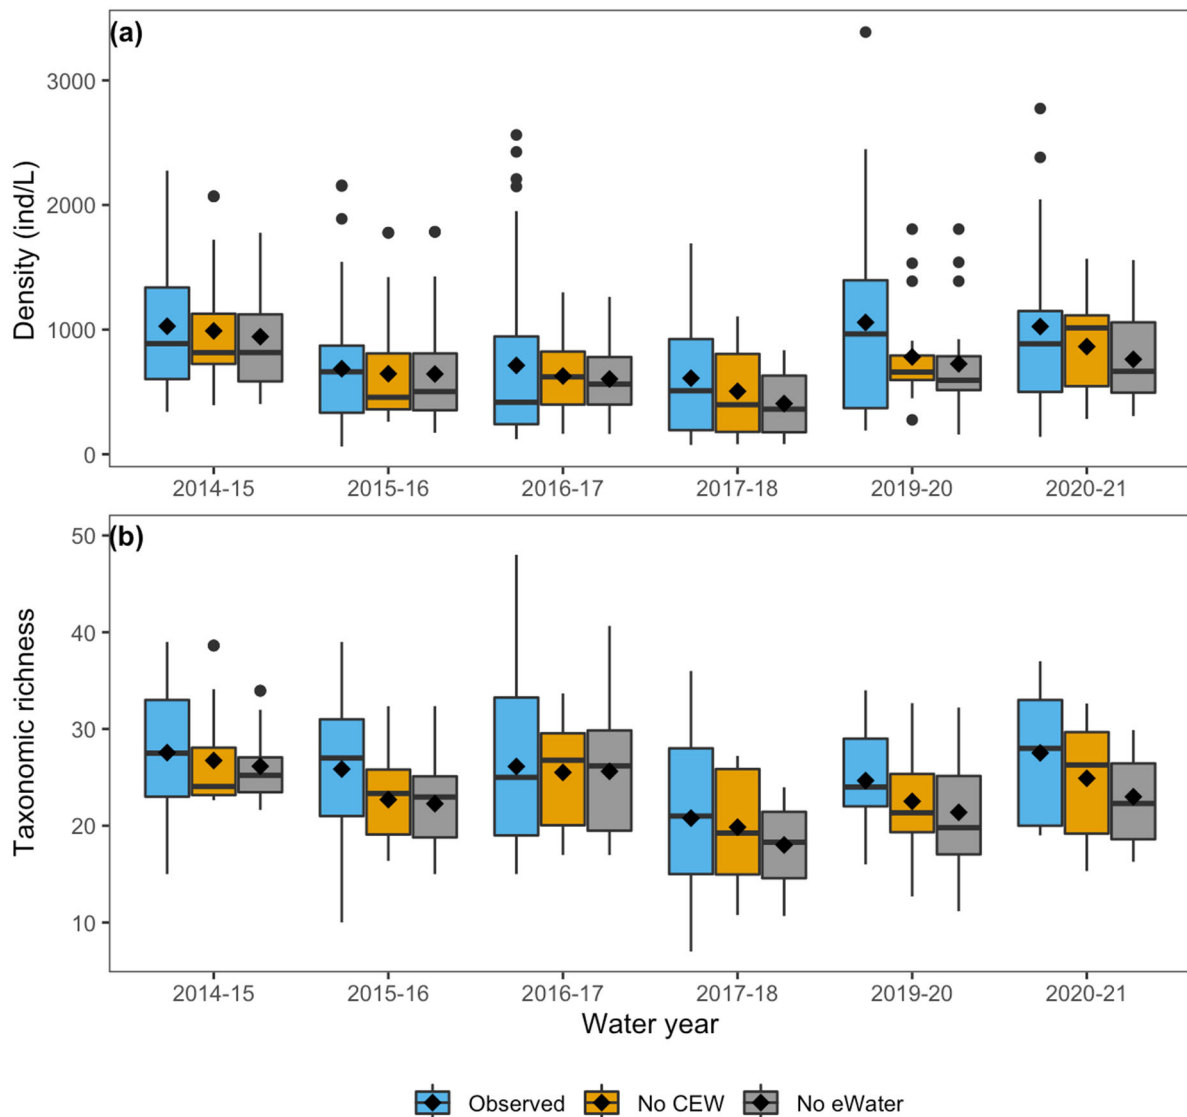 (a)
Density (ind/L)
3000
2000
1000
0
2014-15 2015-16 2016-17 2017-18 2019-20 2020-21
(b)
Taxonomic richness
50
40
30
20
10
2014-15 2015-16 2016-17 2017-18 2019-20 2020-21
Water year
Observed No CEW No eWater